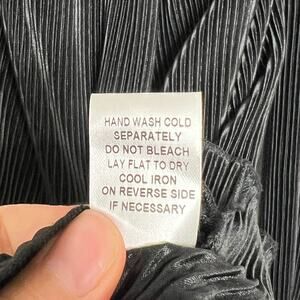 HAND WASH COLD
SEPARATELY
DO NOT BLEACH
LAY FLAT TO DRY
COOL IRON
ON REVERSE SIDE
IF NECESSARY